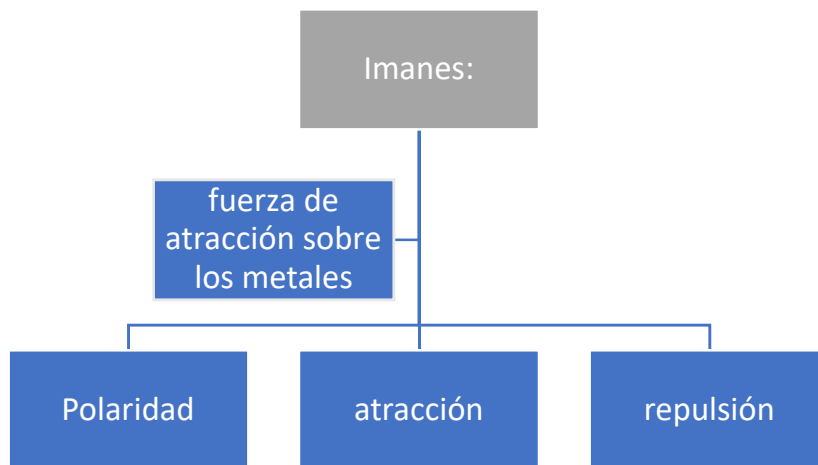 Imanes:
fuerza de
atracción sobre
los metales
Polaridad
atracción
repulsión